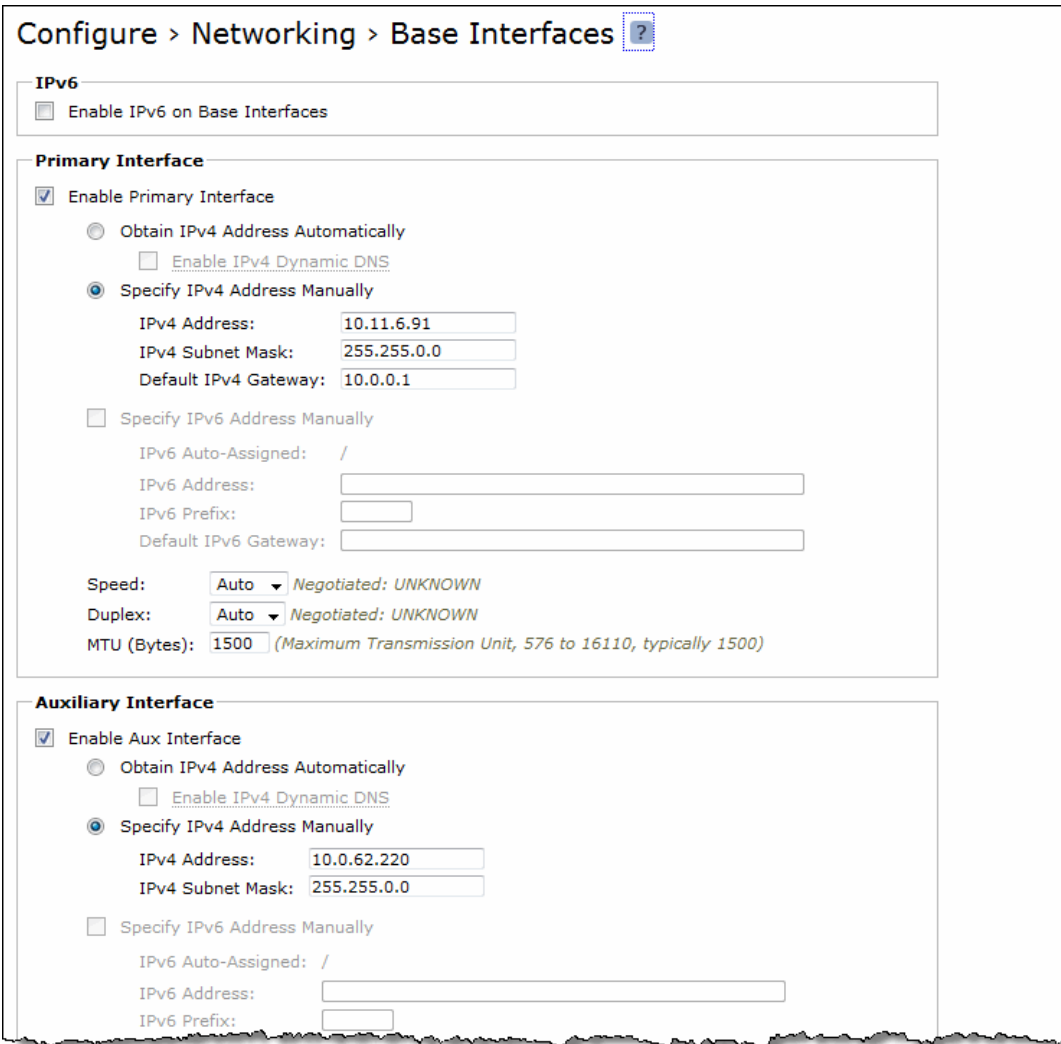 Configure > Networking > Base Interfaces ?
IPv6
Enable IPv6 on Base Interfaces
Primary Interface
Enable Primary Interface
Obtain IPv4 Address Automatically
Enable IPv4 Dynamic DNS
Specify IPv4 Address Manually
IPv4 Address: 10.11.6.91
IPv4 Subnet Mask: 255.255.0.0
Default IPv4 Gateway: 10.0.0.1
Specify IPv6 Address Manually
IPv6 Auto-Assigned: /
IPv6 Address:
IPv6 Prefix:
Default IPv6 Gateway:
Speed: Auto Negotiated: UNKNOWN
Duplex: Auto Negotiated: UNKNOWN
MTU (Bytes): 1500 (Maximum Transmission Unit, 576 to 16110, typically 1500)
Auxiliary Interface
Enable Aux Interface
Obtain IPv4 Address Automatically
Enable IPv4 Dynamic DNS
Specify IPv4 Address Manually
IPv4 Address: 10.0.62.220
IPv4 Subnet Mask: 255.255.0.0
Specify IPv6 Address Manually
IPv6 Auto-Assigned: /
IPv6 Address:
IPv6 Prefix: